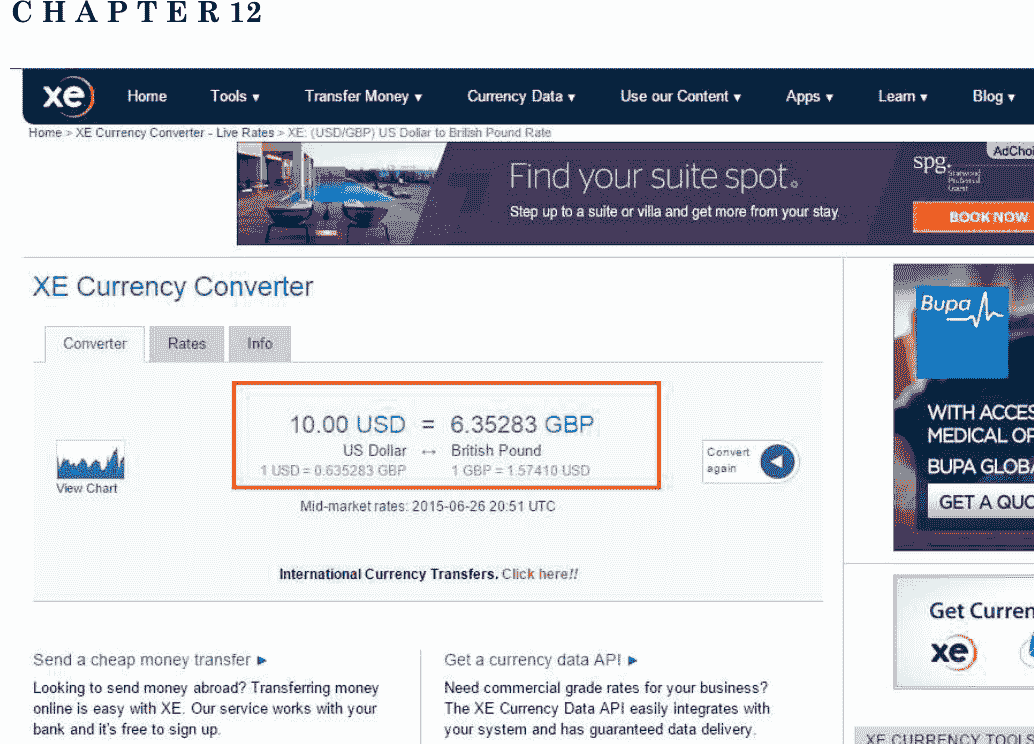 CHAPTER 12
xe Home Tools Transfer Money Currency Data Use our Content Apps Learn Blog
Home > XE Currency Converter - Live Rates > XE: (USD/GBP) US Dollar to British Pound Rate
Find your suite spot.
Step up to a suite or villa and get more from your stay.
spg.
Starwood
Preferred
Guest
BOOK NOW
XE Currency Converter
Converter Rates Info
10.00 USD = 6.35283 GBP
US Dollar ↔ British Pound
1 USD = 0.635283 GBP 1 GBP = 1.57410 USD
View Chart
Convert
again
Mid-market rates: 2015-06-26 20:51 UTC
International Currency Transfers. Click here!!
Send a cheap money transfer ►
Looking to send money abroad? Transferring money
online is easy with XE. Our service works with your
bank and it's free to sign up.
Get a currency data API ►
Need commercial grade rates for your business?
The XE Currency Data API easily integrates with
your system and has guaranteed data delivery.
Bupa
WITH
MEDICAL
BUPA
GET A
Get
xe
XE CURRENCY TOOLS